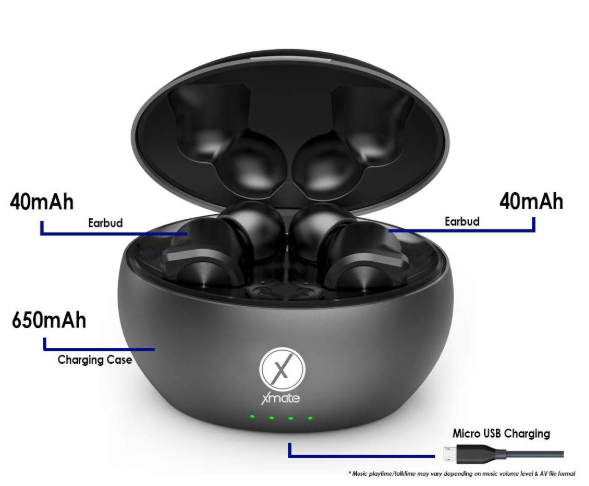 40mAh
Earbud
40mAh
Earbud
650mAh
Charging Case
X
xmate
Micro USB Charging
* Music playtime/talktime may vary depending on music volume level & AV file format